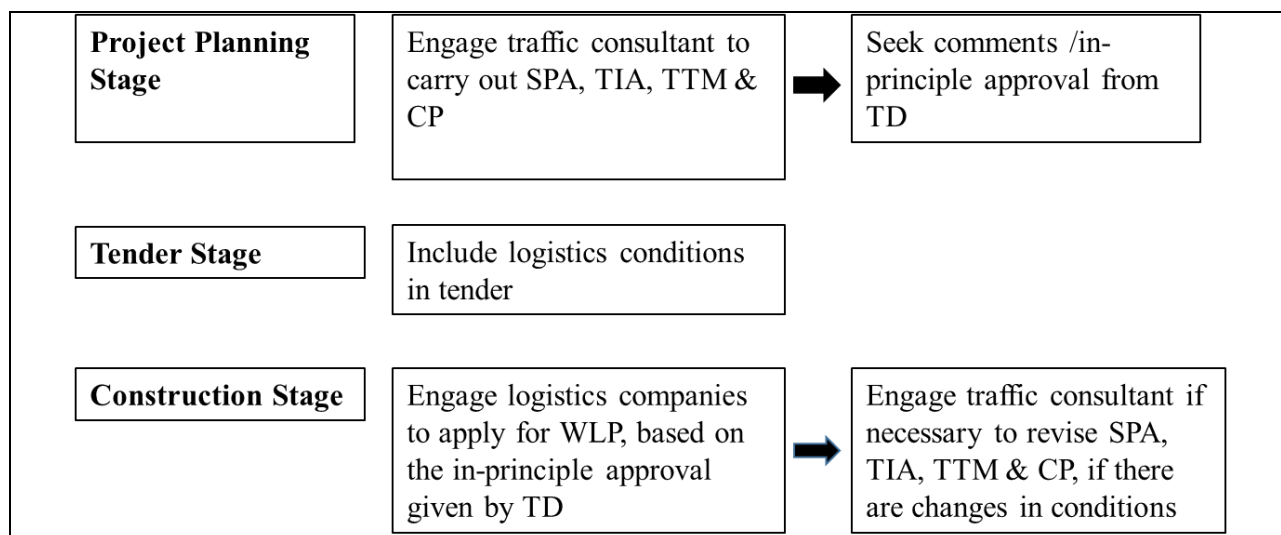 Project Planning
Stage
Engage traffic consultant to
carry out SPA, TIA, TTM &
CP
Seek comments /in-
principle approval from
TD
Tender Stage
Include logistics conditions
in tender
Construction Stage
Engage logistics companies
to apply for WLP, based on
the in-principle approval
given by TD
Engage traffic consultant if
necessary to revise SPA,
TIA, TTM & CP, if there
are changes in conditions